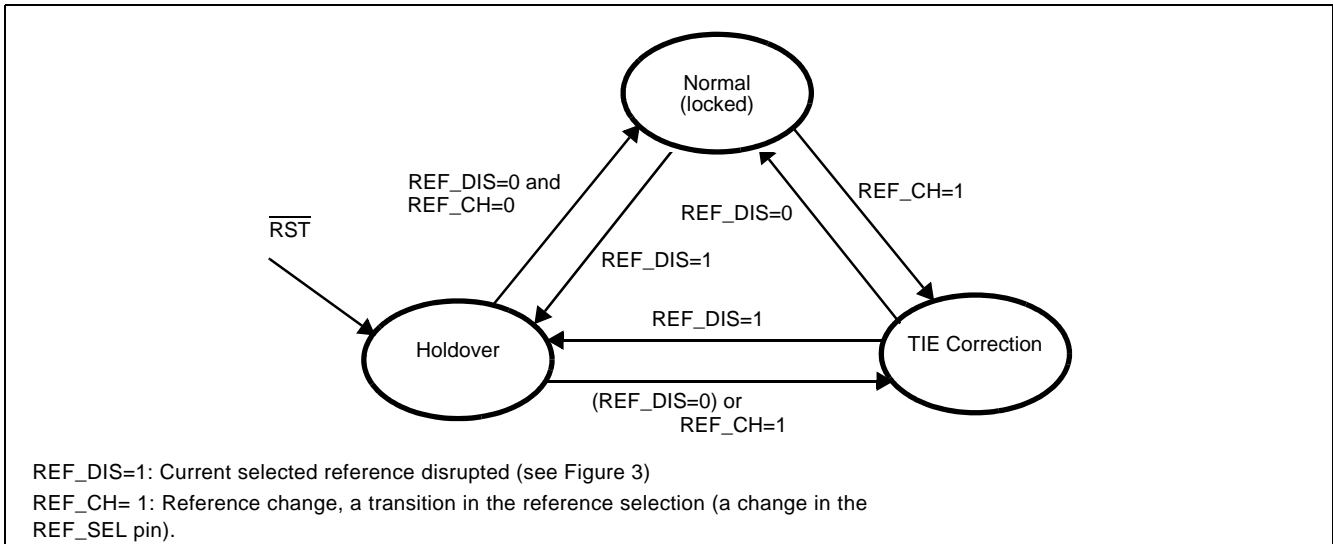 Normal
(locked)
REF_DIS=0 and
REF_CH=0
REF_CH=1
REF_DIS=0
RST
REF_DIS=1
REF_DIS=1
Holdover
TIE Correction
(REF_DIS=0) or
REF_CH=1
REF_DIS=1: Current selected reference disrupted (see Figure 3)
REF_CH= 1: Reference change, a transition in the reference selection (a change in the
REF_SEL pin).